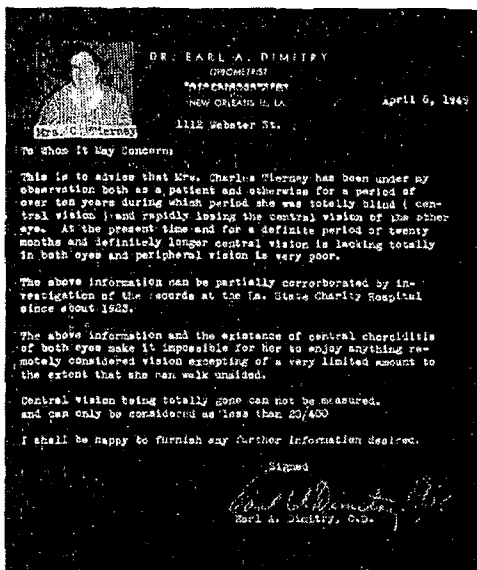 DR. EARL A. DIMITRY
OPTOMETRIST
NEW ORLEANS 15, LA.
April 6, 1949
Mrs. C. Tierney
1112 Webster St.
To Whom It May Concern:
This is to advise that Mrs. Charles Tierney has been under my
observation both as a patient and otherwise for a period of
over ten years during which period she was totally blind ( cen-
tral vision ) and rapidly losing the central vision of the other
eye. At the present time and for a definite period of twenty
months and definitely longer central vision is lacking totally
in both eyes and peripheral vision is very poor.
The above information can be partially corrorborated by in-
vestigation of the records at the La. State Charity Hospital
since about 1923.
The above information and the existence of central choroiditis
of both eyes make it impossible for her to enjoy anything re-
motely considered vision excepting of a very limited amount to
the extent that she can walk unaided.
Central vision being totally gone can not be measured.
and can only be considered as less than 20/400
I shall be happy to furnish any further information desired.
Signed
Earl A. Dimitry
Earl A. Dimitry, O.D.